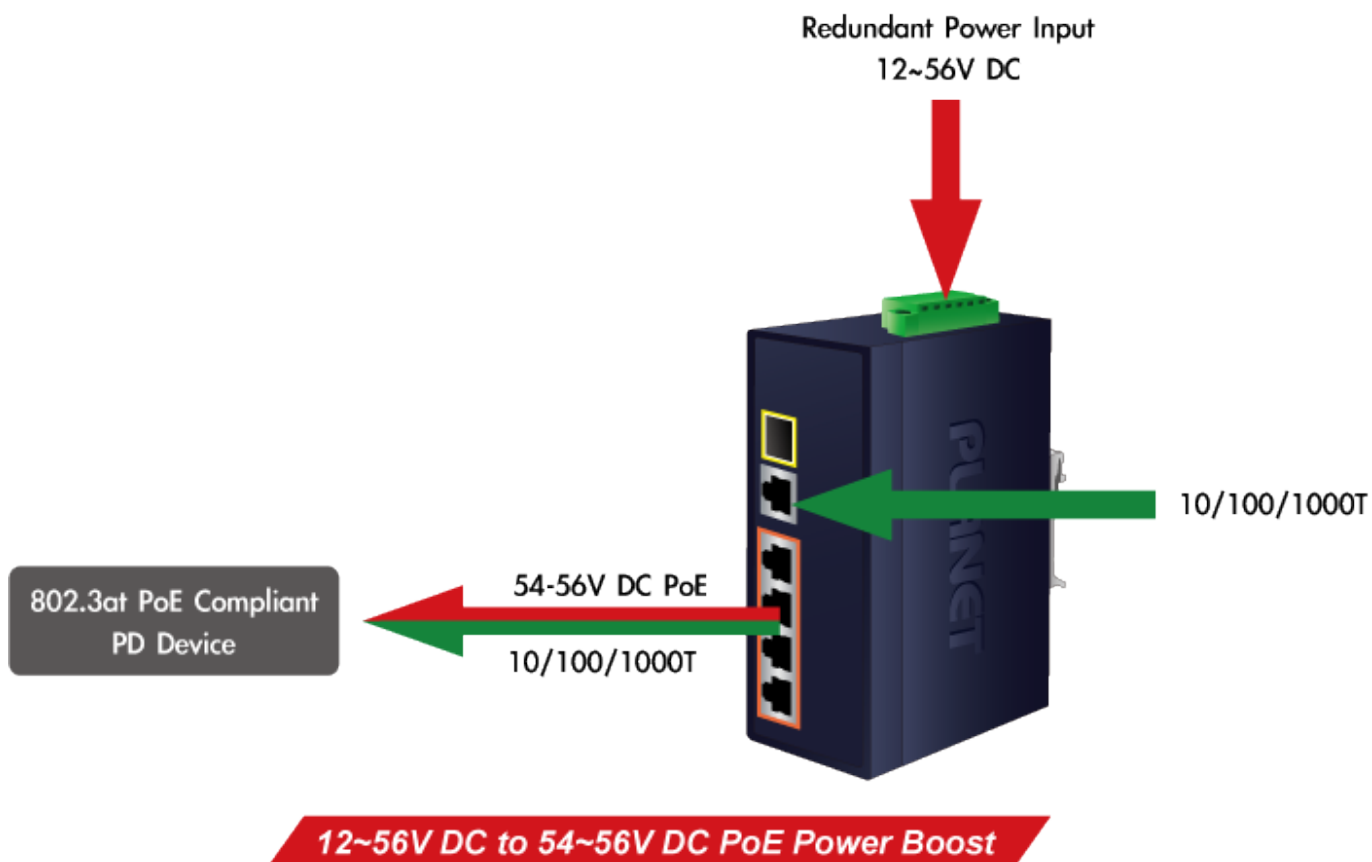 Redundant Power Input
12~56V DC
PLANET
10/100/1000T
54-56V DC PoE
10/100/1000T
802.3at PoE Compliant
PD Device
12~56V DC to 54~56V DC PoE Power Boost